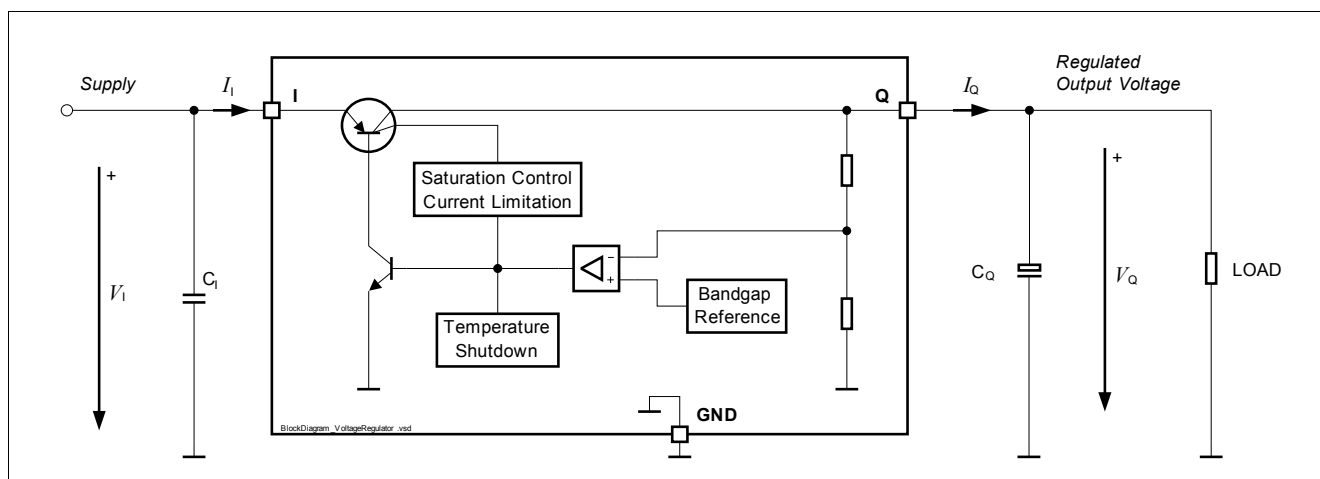 Supply
I_I
I
Q
I_Q
Regulated
Output Voltage
+
V_I
C_I
Saturation Control
Current Limitation
−
+
Bandgap
Reference
Temperature
Shutdown
GND
BlockDiagram_VoltageRegulator .vsd
C_Q
+
V_Q
LOAD